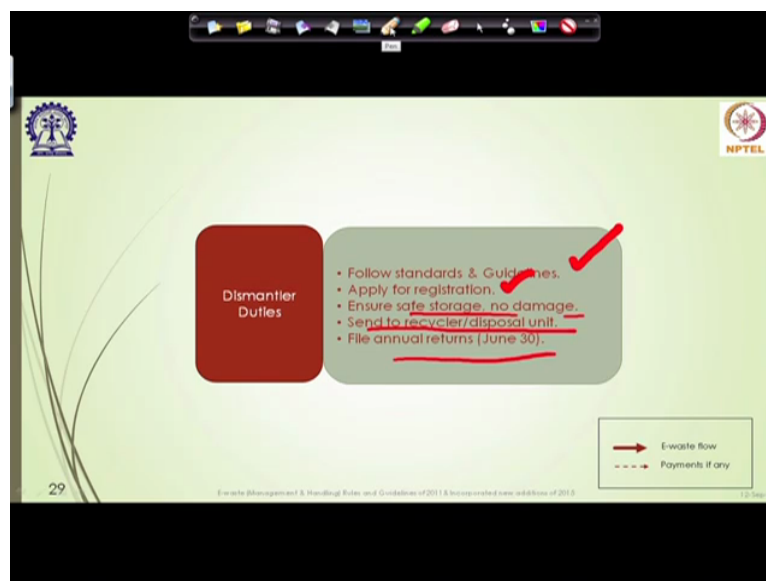 Pen
NPTEL
Dismantler
Duties
• Follow standards & Guidelines.
• Apply for registration.
• Ensure safe storage, no damage.
• Send to recycler/disposal unit.
• File annual returns (June 30).
E-waste flow
Payments if any
29
E-waste (Management & Handling) Rules and Guidelines of 2011 & Incorporated new additions of 2015
12-Sep